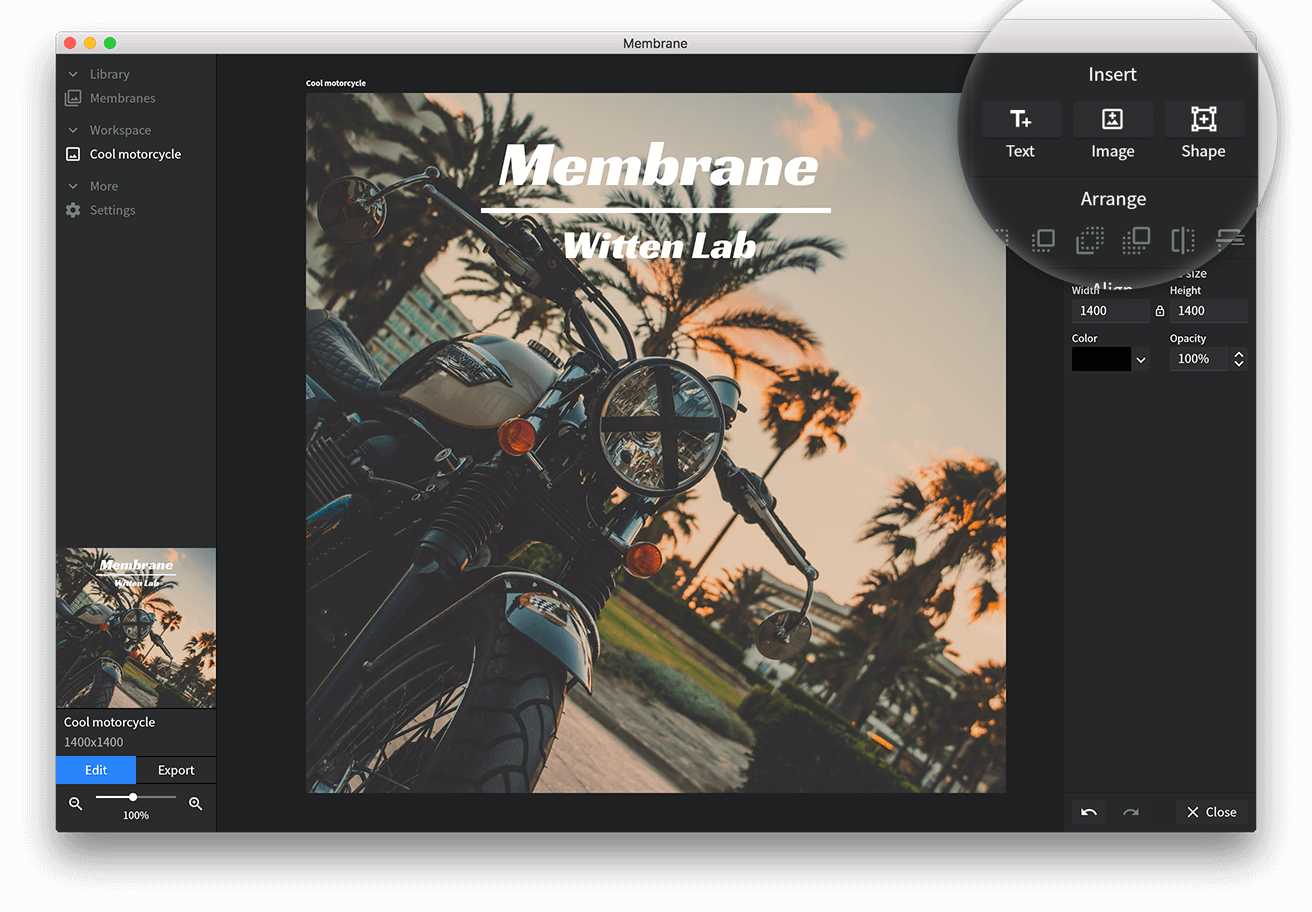 Membrane
Library
Membranes
Workspace
Cool motorcycle
More
Settings
Cool motorcycle
Membrane
Witten Lab
Insert
Text
Image
Shape
Arrange
size
Width
Height
1400
1400
Color
Opacity
100%
Membrane
Witten Lab
Cool motorcycle
1400x1400
Edit
Export
100%
Close